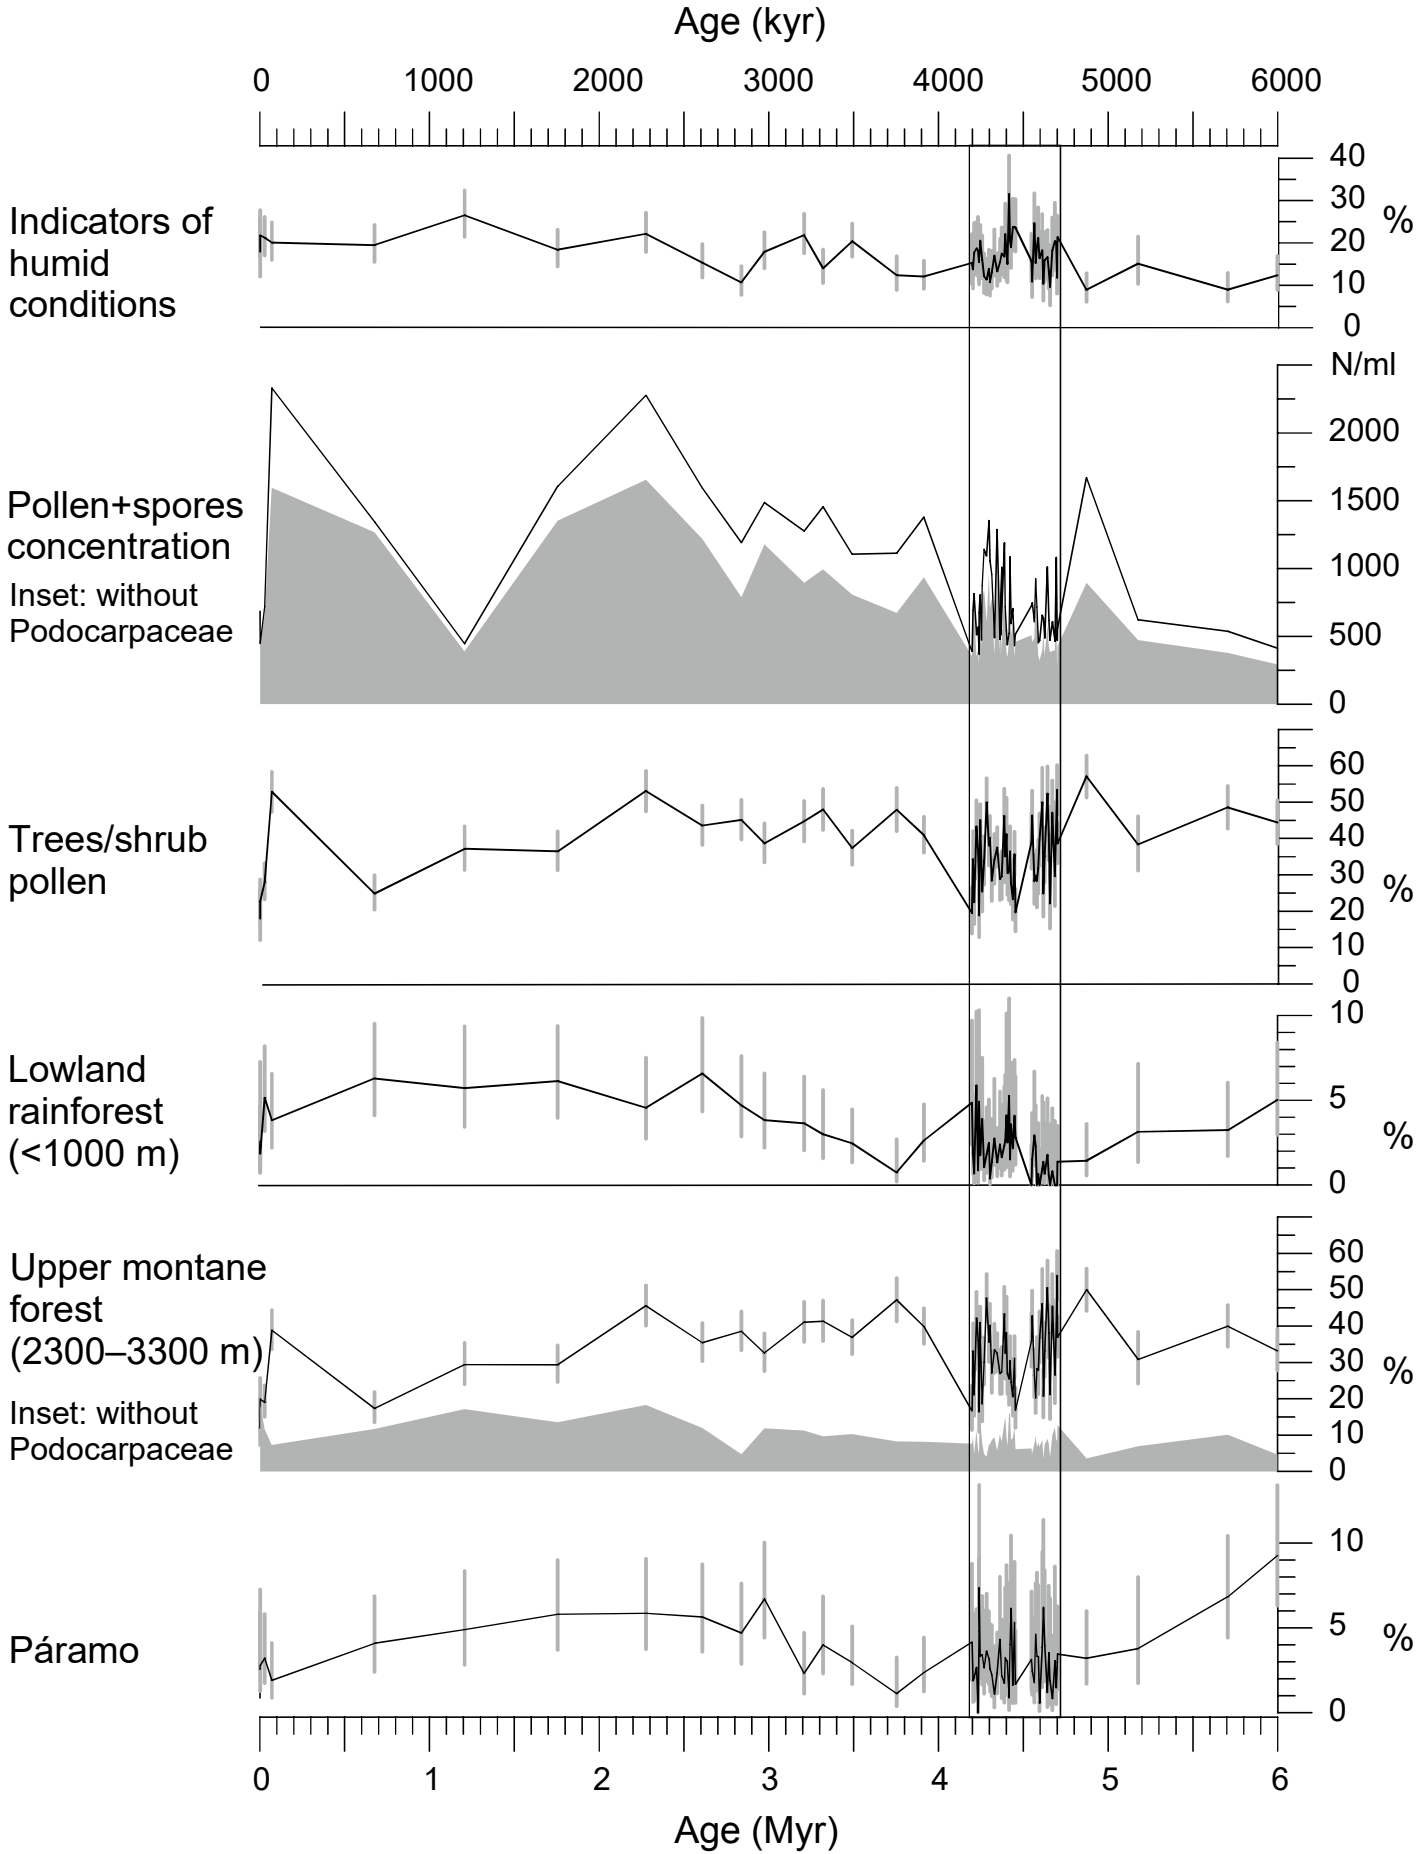 Age (kyr)
0 1000 2000 3000 4000 5000 6000
Indicators of
humid
conditions
40
30
20
10
0
%
Pollen+spores
concentration
Inset: without
Podocarpaceae
N/ml
2000
1500
1000
500
0
Trees/shrub
pollen
60
50
40
30
20
10
0
%
Lowland
rainforest
(<1000 m)
10
5
0
%
Upper montane
forest
(2300–3300 m)
Inset: without
Podocarpaceae
60
50
40
30
20
10
0
%
Páramo
10
5
0
%
0 1 2 3 4 5 6
Age (Myr)